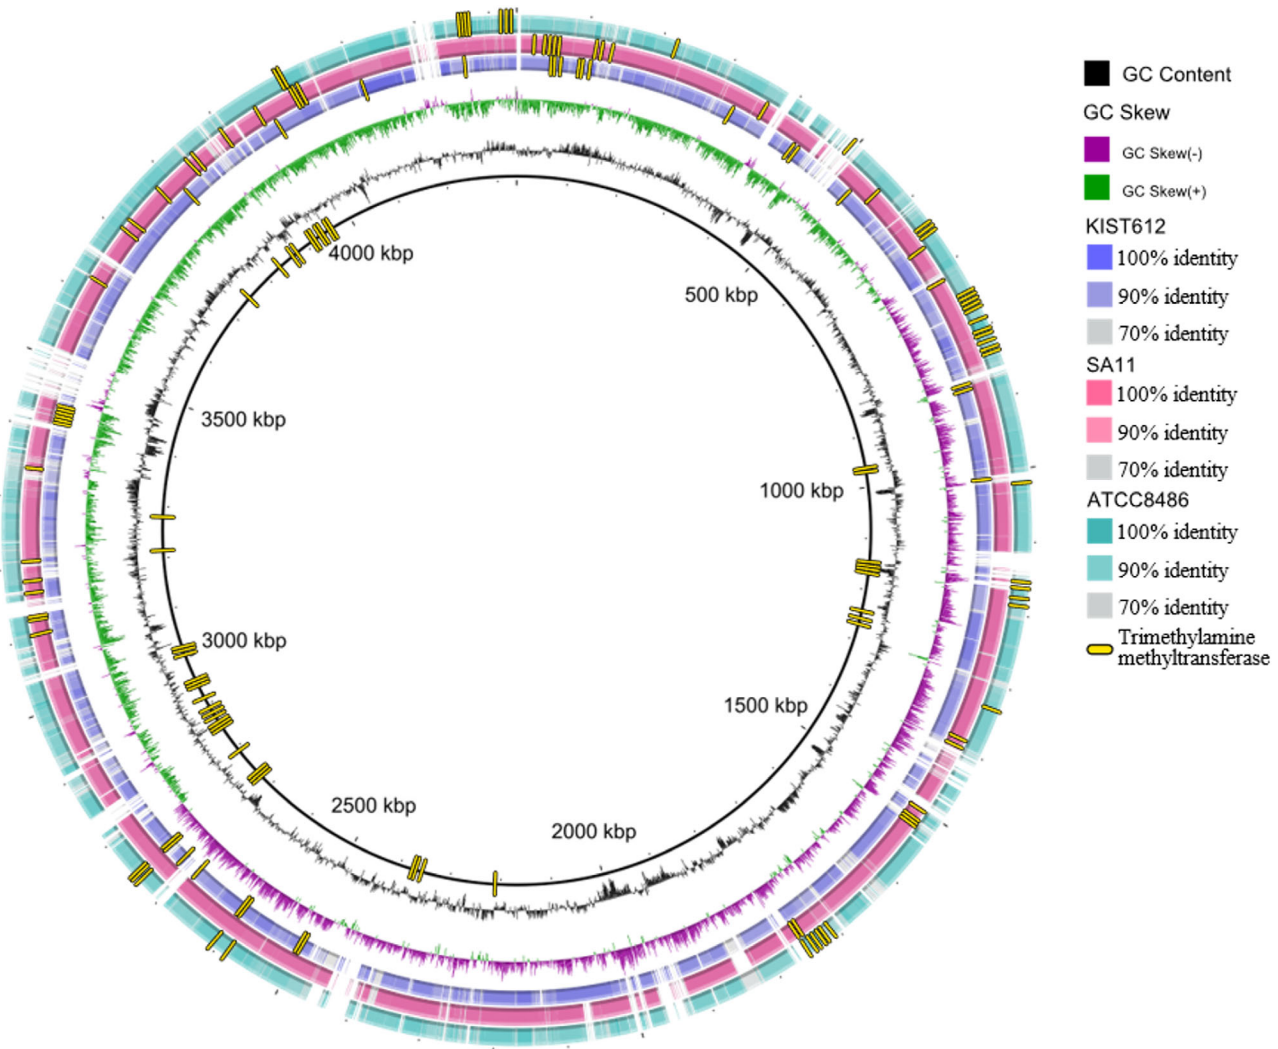 GC Content
GC Skew
GC Skew(-)
GC Skew(+)
KIST612
100% identity
90% identity
70% identity
SA11
100% identity
90% identity
70% identity
ATCC8486
100% identity
90% identity
70% identity
Trimethylamine
methyltransferase
4000 kbp
500 kbp
3500 kbp
1000 kbp
3000 kbp
1500 kbp
2500 kbp
2000 kbp